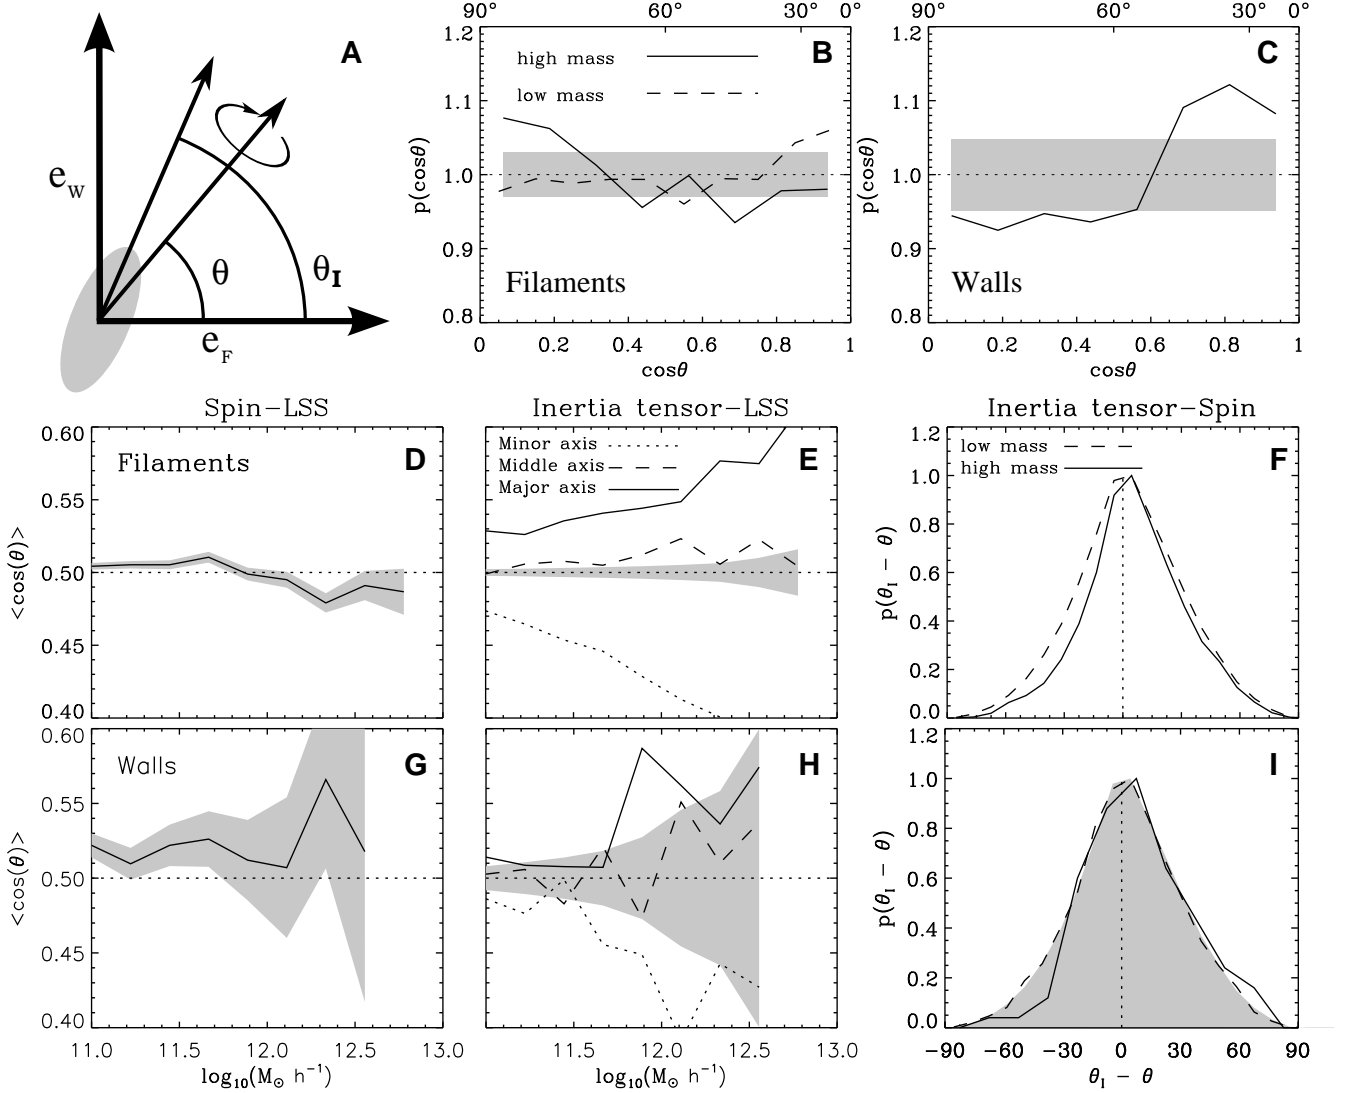 A
e_W
θ
θ_I
e_F
90° 60° 30° 0°
B
high mass
low mass
Filaments
p(cosθ)
1.2
1.1
1.0
0.9
0.8
0 0.2 0.4 0.6 0.8 1
cosθ
90° 60° 30° 0°
C
Walls
p(cosθ)
1.2
1.1
1.0
0.9
0.8
0 0.2 0.4 0.6 0.8 1
cosθ
Spin-LSS
Filaments
D
<cos(θ)>
0.60
0.55
0.50
0.45
0.40
Inertia tensor-LSS
Minor axis
Middle axis
Major axis
E
Inertia tensor-Spin
low mass
high mass
F
p(θ_I - θ)
1.2
1.0
0.8
0.6
0.4
0.2
0.0
Walls
G
<cos(θ)>
0.60
0.55
0.50
0.45
0.40
11.0 11.5 12.0 12.5 13.0
log₁₀(M⊙ h⁻¹)
H
11.5 12.0 12.5 13.0
log₁₀(M⊙ h⁻¹)
I
p(θ_I - θ)
1.2
1.0
0.8
0.6
0.4
0.2
0.0
-90 -60 -30 0 30 60 90
θ_I - θ